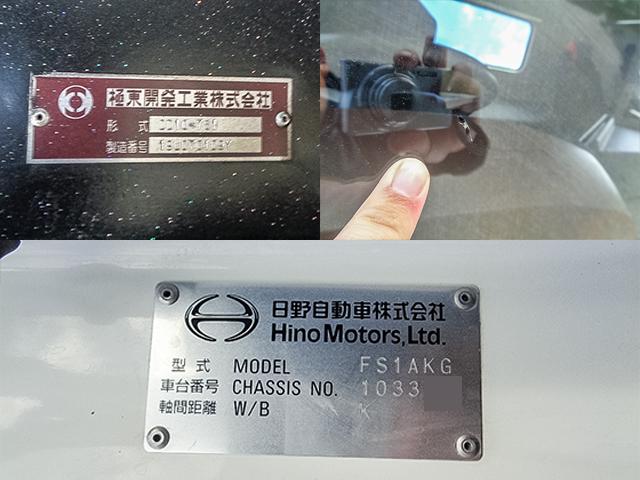 極東開発工業株式会社
形式
製造番号
日野自動車株式会社
Hino Motors, Ltd.
型式 MODEL FS1AKG
車台番号 CHASSIS NO. 1033
軸間距離 W/B K